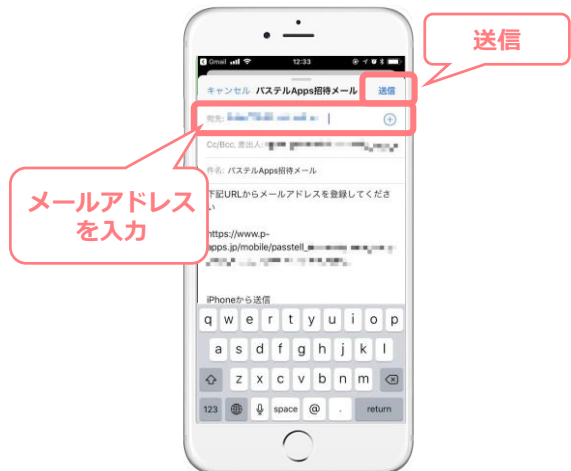 送信
Gmail 12:33
キャンセル パステルApps招待メール 送信
宛先:
Cc/Bcc, 差出人:
件名: パステルApps招待メール
下記URLからメールアドレスを登録してくださ
い
メールアドレス
を入力
https://www.p-
apps.jp/mobile/passtell_
iPhoneから送信
q w e r t y u i o p
a s d f g h j k l
z x c v b n m
123 space @ . return